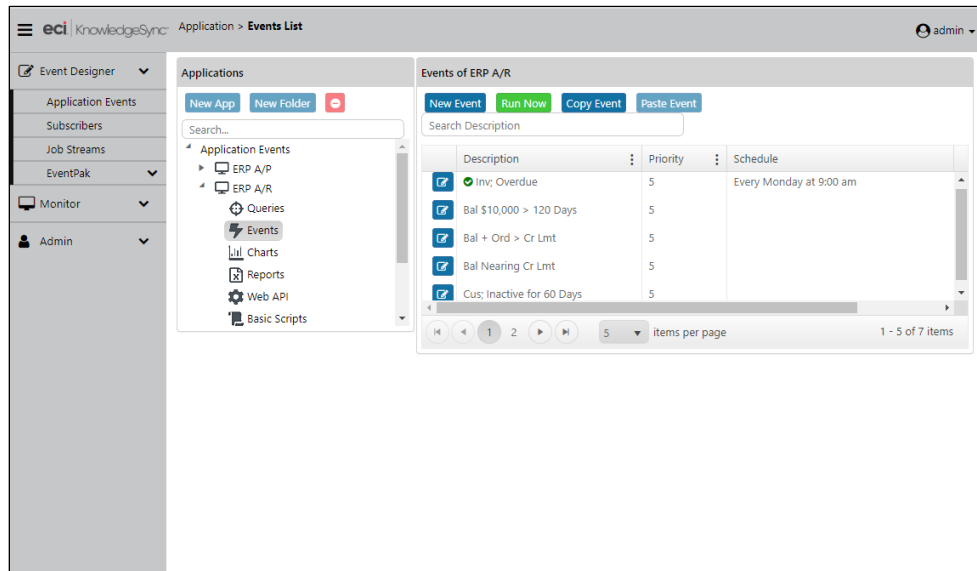 eci KnowledgeSync
Application > Events List
admin
Event Designer
Application Events
Subscribers
Job Streams
EventPak
Monitor
Admin
Applications
New App New Folder
Search...
Application Events
ERP A/P
ERP A/R
Queries
Events
Charts
Reports
Web API
Basic Scripts
Events of ERP A/R
New Event Run Now Copy Event Paste Event
Search Description
Description Priority Schedule
Inv; Overdue 5 Every Monday at 9:00 am
Bal $10,000 > 120 Days 5
Bal + Ord > Cr Lmt 5
Bal Nearing Cr Lmt 5
Cus; Inactive for 60 Days 5
1 2 5 items per page 1 - 5 of 7 items